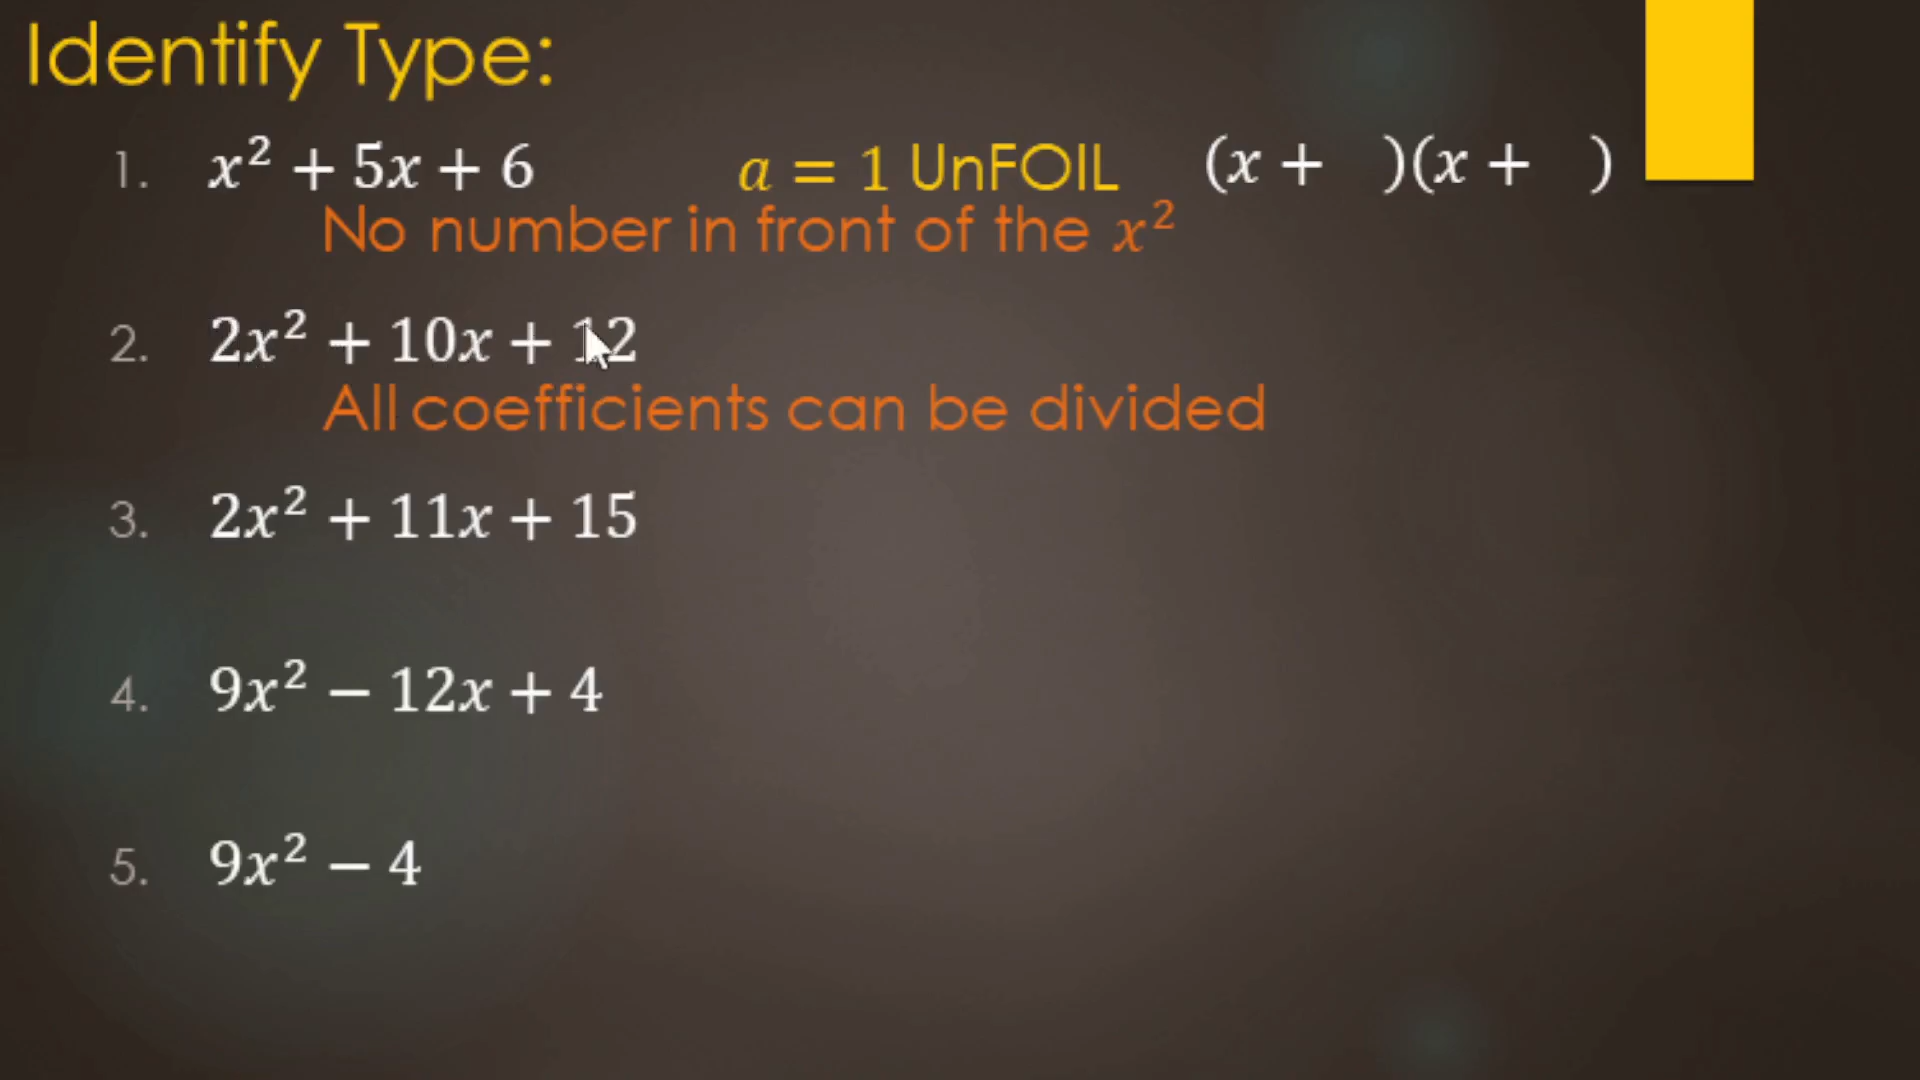 Identify Type:
1. x² + 5x + 6 a = 1 UnFOIL (x + )(x + )
No number in front of the x²
2. 2x² + 10x + 12
All coefficients can be divided
3. 2x² + 11x + 15
4. 9x² − 12x + 4
5. 9x² − 4